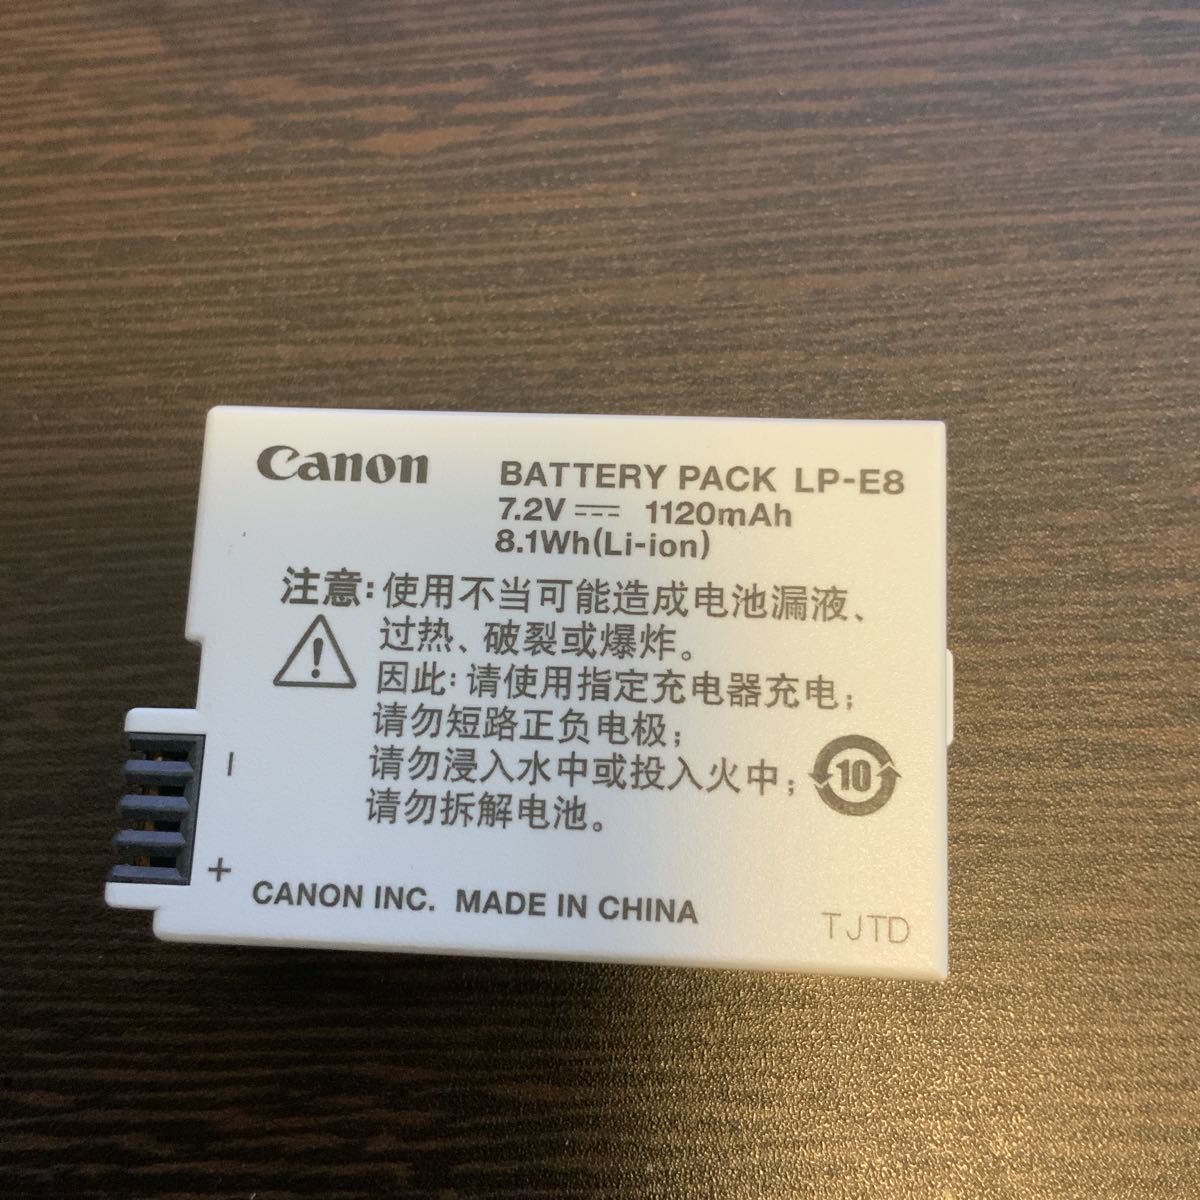 Canon
BATTERY PACK LP-E8
7.2V ⎓ 1120mAh
8.1Wh(Li-ion)
注意:使用不当可能造成电池漏液、
过热、破裂或爆炸。
因此:请使用指定充电器充电;
请勿短路正负电极;
请勿浸入水中或投入火中;
请勿拆解电池。
10
−
+
CANON INC. MADE IN CHINA
TJTD